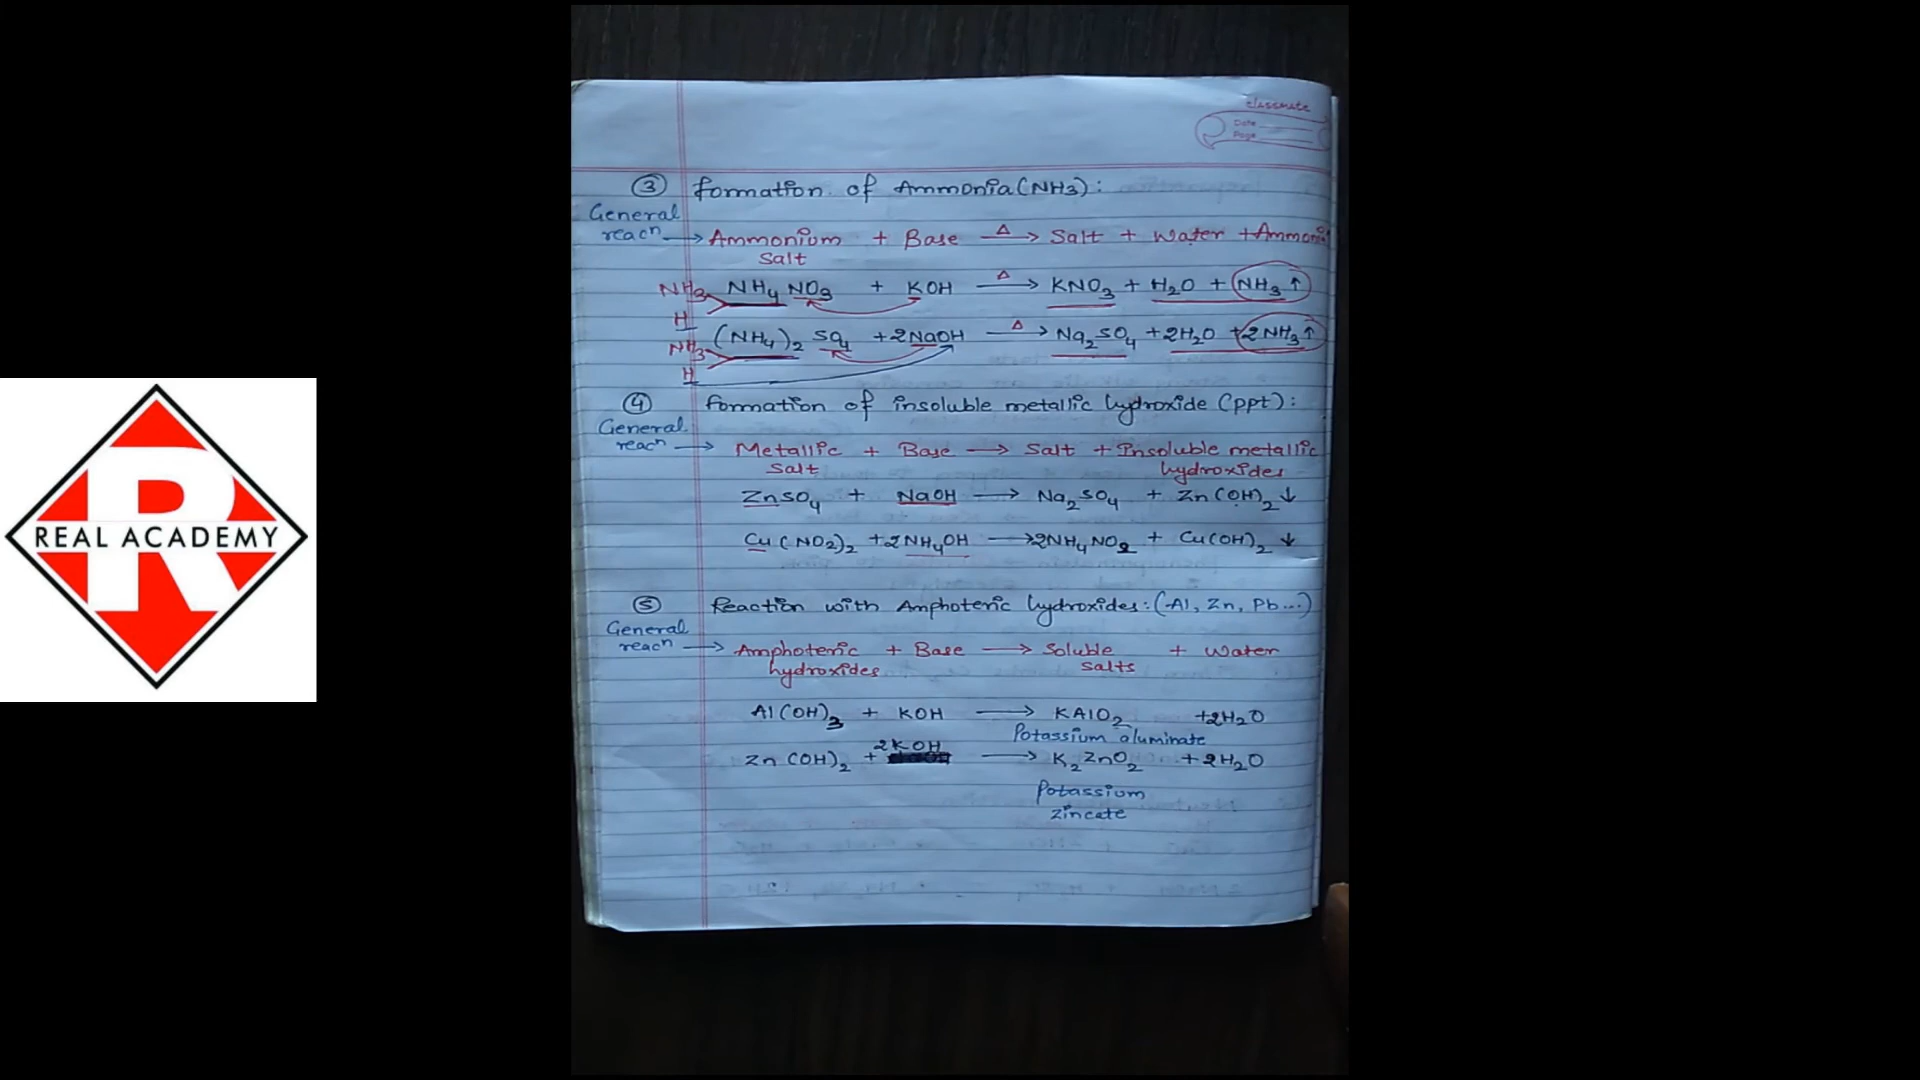 classmate
Date
Page
③ Formation of Ammonia (NH3):
General reacn → Ammonium salt + Base —Δ→ Salt + Water + Ammonia
NH3 H NH4 NO3 + KOH —Δ→ KNO3 + H2O + NH3↑
NH3 H (NH4)2 SO4 + 2NaOH —Δ→ Na2SO4 + 2H2O + 2NH3↑
④ Formation of insoluble metallic hydroxide (ppt):
General reacn → Metallic salt + Base → Salt + Insoluble metallic hydroxides
ZnSO4 + NaOH → Na2SO4 + Zn(OH)2↓
Cu(NO2)2 + 2NH4OH → 2NH4NO2 + Cu(OH)2↓
REAL ACADEMY
⑤ Reaction with Amphoteric hydroxides: (Al, Zn, Pb...)
General reacn → Amphoteric hydroxides + Base → Soluble salts + Water
Al(OH)3 + KOH → KAlO2 + 2H2O
Potassium aluminate
Zn(OH)2 + 2KOH → K2ZnO2 + 2H2O
Potassium
zincate